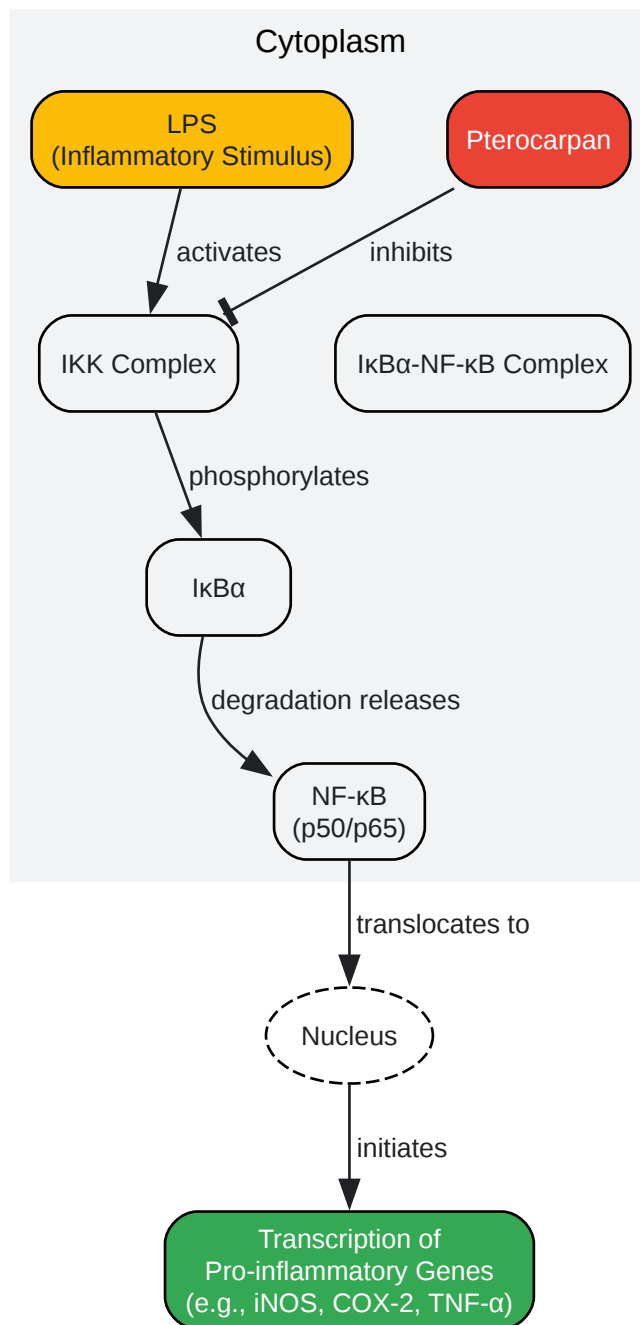 Cytoplasm
LPS
(Inflammatory Stimulus)
Pterocarpan
activates
inhibits
IKK Complex
IκBα-NF-κB Complex
phosphorylates
IκBα
degradation releases
NF-κB
(p50/p65)
translocates to
Nucleus
initiates
Transcription of
Pro-inflammatory Genes
(e.g., iNOS, COX-2, TNF-α)